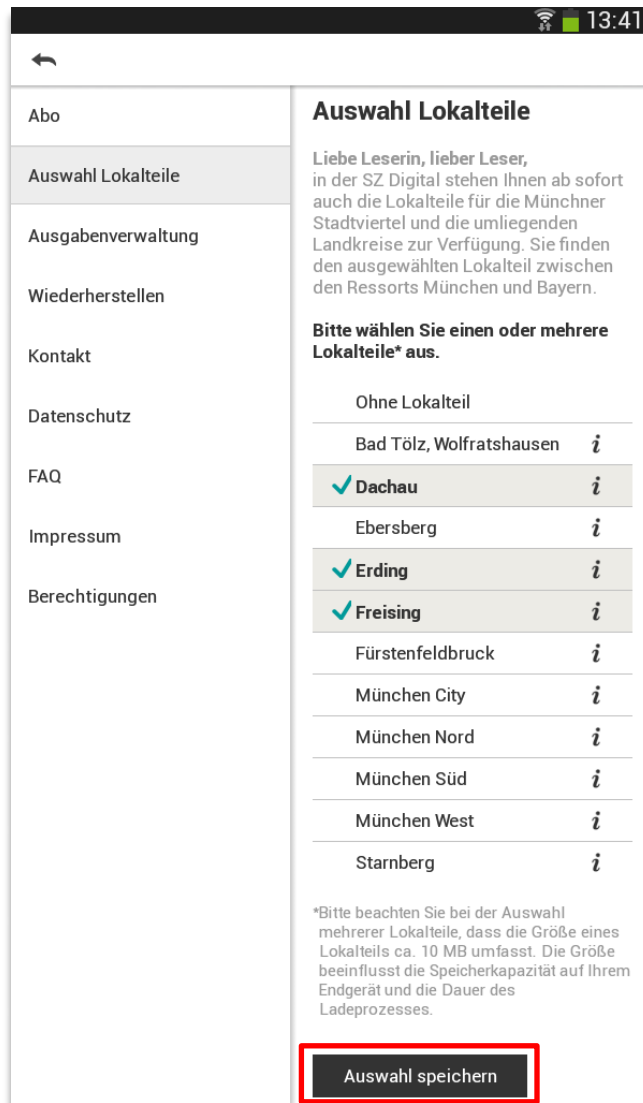 13:41
Abo
Auswahl Lokalteile
Ausgabenverwaltung
Wiederherstellen
Kontakt
Datenschutz
FAQ
Impressum
Berechtigungen
Auswahl Lokalteile
Liebe Leserin, lieber Leser,
in der SZ Digital stehen Ihnen ab sofort
auch die Lokalteile für die Münchner
Stadtviertel und die umliegenden
Landkreise zur Verfügung. Sie finden
den ausgewählten Lokalteil zwischen
den Ressorts München und Bayern.
Bitte wählen Sie einen oder mehrere
Lokalteile* aus.
Ohne Lokalteil
Bad Tölz, Wolfratshausen i
Dachau i
Ebersberg i
Erding i
Freising i
Fürstenfeldbruck i
München City i
München Nord i
München Süd i
München West i
Starnberg i
*Bitte beachten Sie bei der Auswahl
mehrerer Lokalteile, dass die Größe eines
Lokalteils ca. 10 MB umfasst. Die Größe
beeinflusst die Speicherkapazität auf Ihrem
Endgerät und die Dauer des
Ladeprozesses.
Auswahl speichern